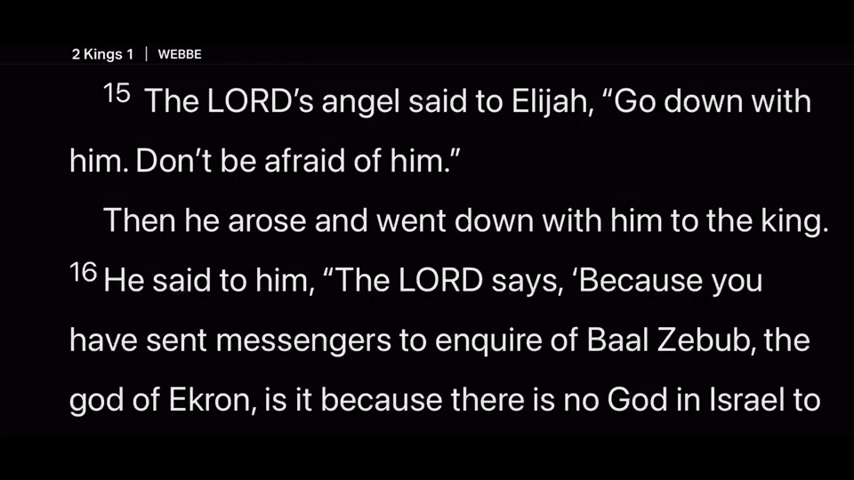 2 Kings 1 | WEBBE
15 The LORD’s angel said to Elijah, “Go down with
him. Don’t be afraid of him.”
Then he arose and went down with him to the king.
16 He said to him, “The LORD says, ‘Because you
have sent messengers to enquire of Baal Zebub, the
god of Ekron, is it because there is no God in Israel to